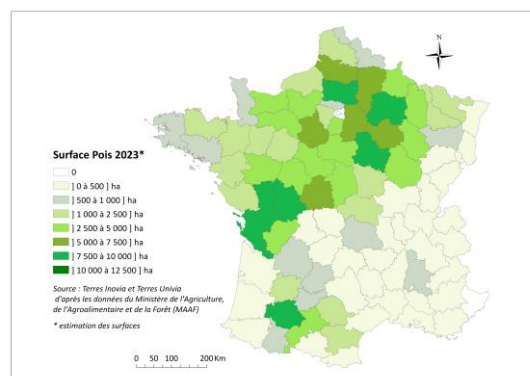 N
Surface Pois 2023*
0
] 0 à 500 ] ha
] 500 à 1 000 ] ha
] 1 000 à 2 500 ] ha
] 2 500 à 5 000 ] ha
] 5 000 à 7 500 ] ha
] 7 500 à 10 000 ] ha
] 10 000 à 12 500 ] ha
Source : Terres Inovia et Terres Univia
d'après les données du Ministère de l'Agriculture,
de l'Agroalimentaire et de la Forêt (MAAF)
* estimation des surfaces
0 50 100 200 Km